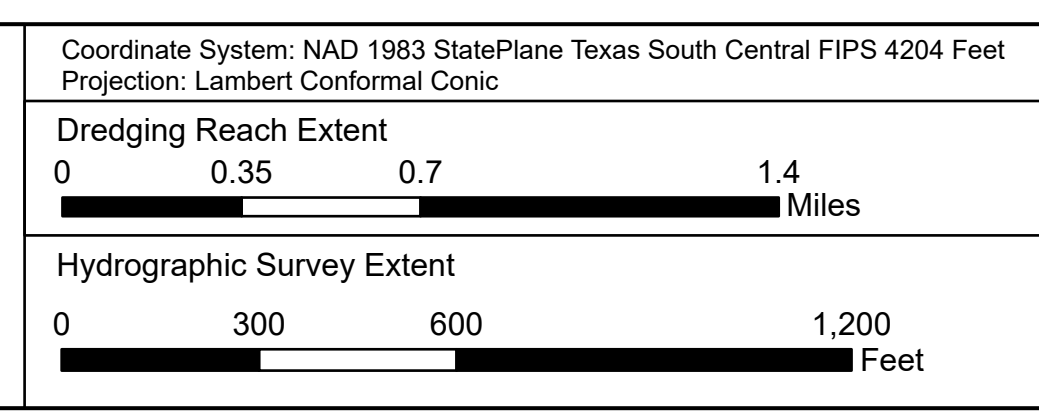 Coordinate System: NAD 1983 StatePlane Texas South Central FIPS 4204 Feet
Projection: Lambert Conformal Conic
Dredging Reach Extent
0 0.35 0.7 1.4
Miles
Hydrographic Survey Extent
0 300 600 1,200
Feet